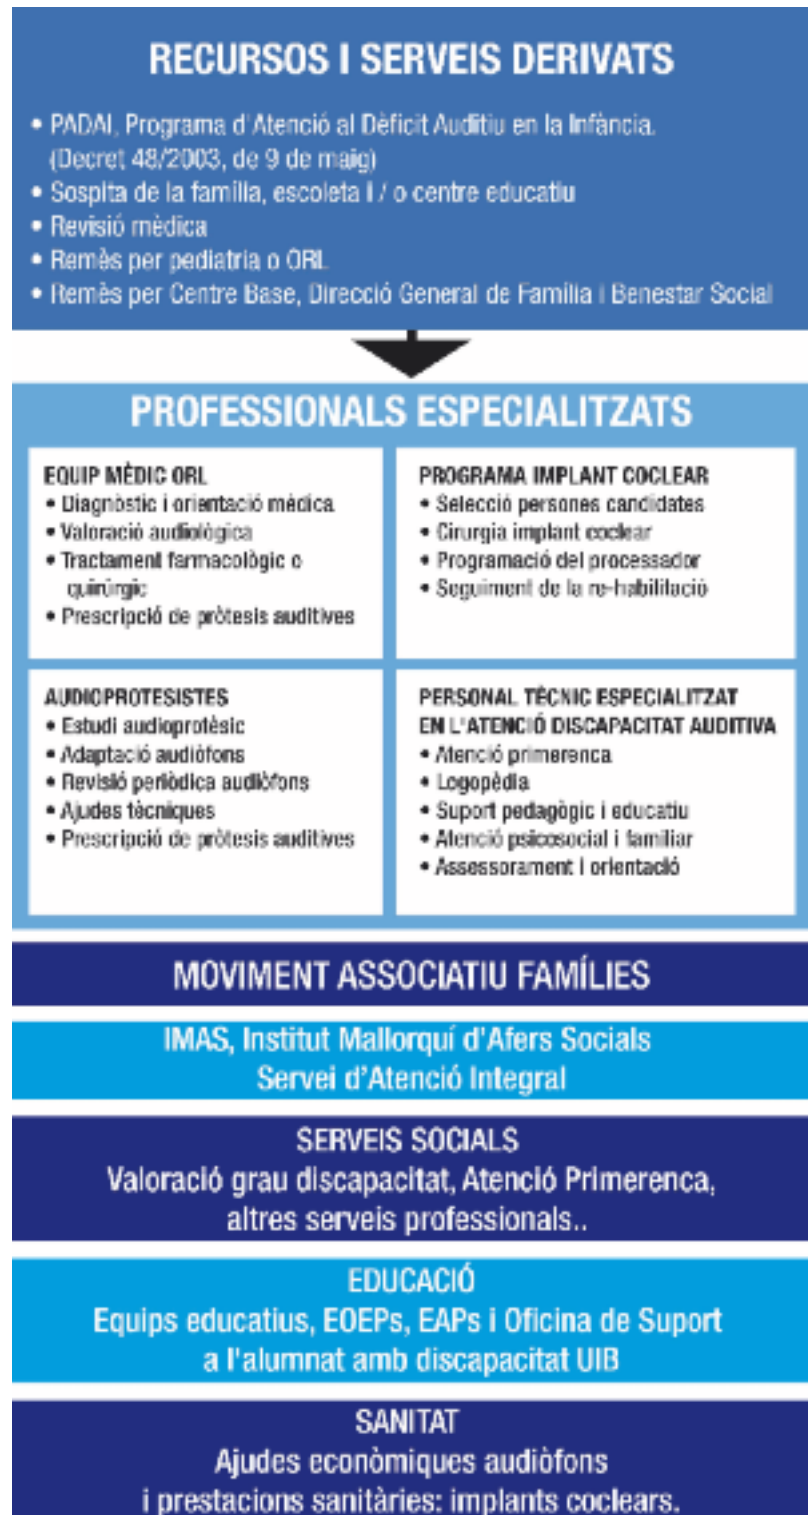 RECURSOS I SERVEIS DERIVATS
• PADAI, Programa d'Atenció al Dèficit Auditiu en la Infància.
(Decret 48/2003, de 9 de maig)
• Sospita de la família, escoleta i / o centre educatiu
• Revisió mèdica
• Remès per pediatria o ORL
• Remès per Centre Base, Direcció General de Família i Benestar Social
PROFESSIONALS ESPECIALITZATS
EQUIP MÈDIC ORL
• Diagnòstic i orientació mèdica
• Valoració audiològica
• Tractament farmacològic o
quirúrgic
• Prescripció de pròtesis auditives
PROGRAMA IMPLANT COCLEAR
• Selecció persones candidates
• Cirurgia implant coclear
• Programació del processador
• Seguiment de la re-habilitació
AUDIOPROTESISTES
• Estudi audioprotèsic
• Adaptació audiòfons
• Revisió periòdica audiòfons
• Ajudes tècniques
• Prescripció de pròtesis auditives
PERSONAL TÈCNIC ESPECIALITZAT
EN L'ATENCIÓ DISCAPACITAT AUDITIVA
• Atenció primerenca
• Logopèdia
• Suport pedagògic i educatiu
• Atenció psicosocial i familiar
• Assessorament i orientació
MOVIMENT ASSOCIATIU FAMÍLIES
IMAS, Institut Mallorquí d'Afers Socials
Servei d'Atenció Integral
SERVEIS SOCIALS
Valoració grau discapacitat, Atenció Primerenca,
altres serveis professionals..
EDUCACIÓ
Equips educatius, EOEPs, EAPs i Oficina de Suport
a l'alumnat amb discapacitat UIB
SANITAT
Ajudes econòmiques audiòfons
i prestacions sanitàries: implants coclears.